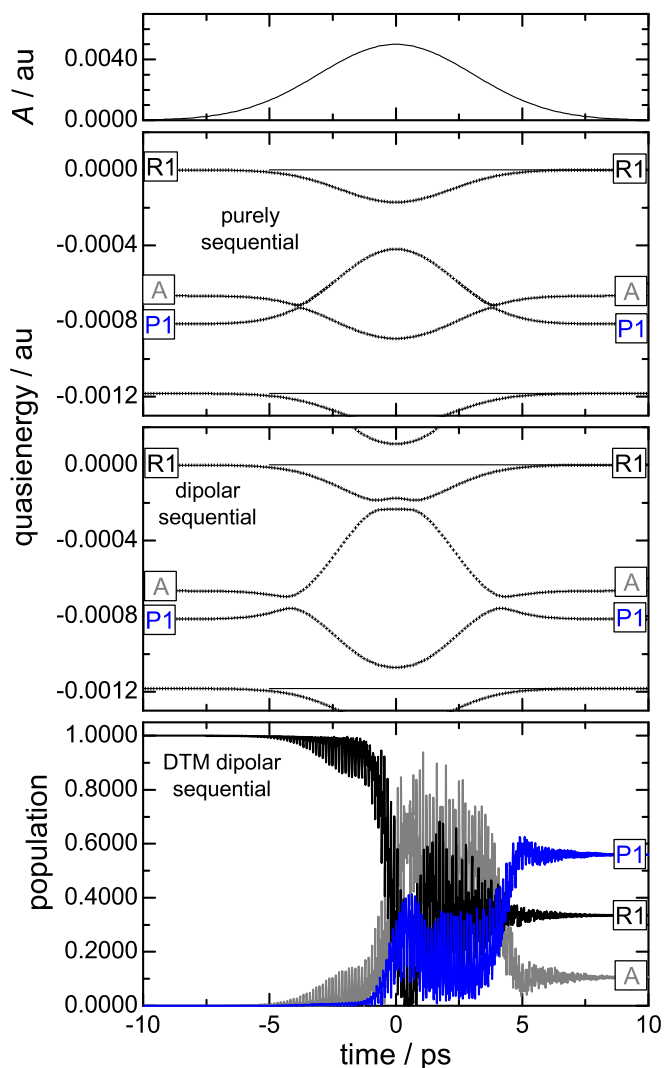 A / au
0.0040
0.0000
quasienergy / au
0.0000
-0.0004
-0.0008
-0.0012
R1
A
P1
purely
sequential
R1
A
P1
0.0000
-0.0004
-0.0008
-0.0012
R1
A
P1
dipolar
sequential
R1
A
P1
population
1.0000
0.8000
0.6000
0.4000
0.2000
0.0000
DTM dipolar
sequential
P1
R1
A
-10 -5 0 5 10
time / ps